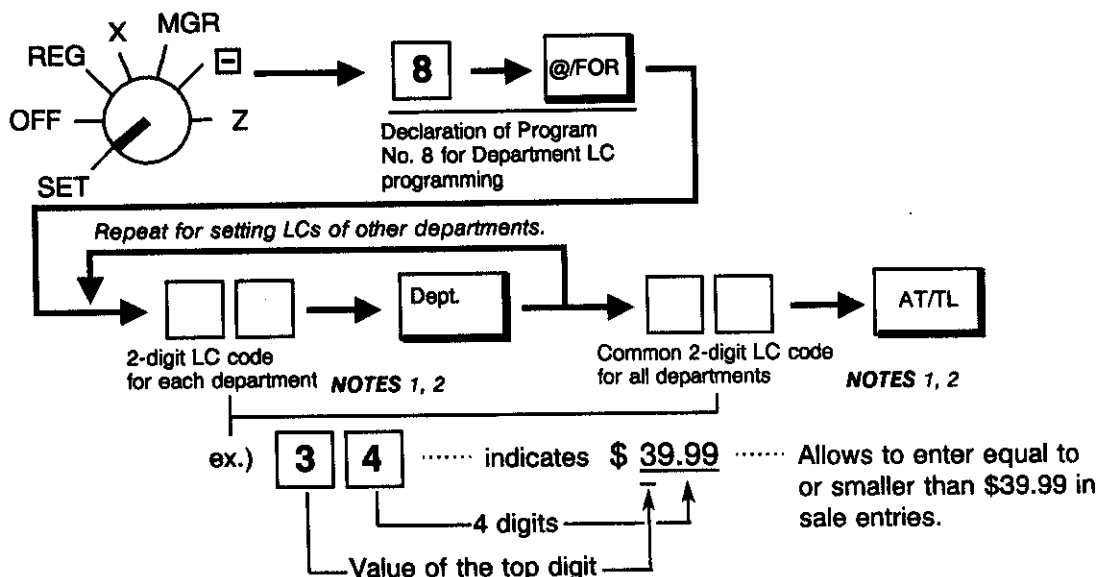 X
MGR
REG
⊟
OFF
Z
SET
8
@/FOR
Declaration of Program
No. 8 for Department LC
programming
Repeat for setting LCs of other departments.
Dept.
AT/TL
2-digit LC code
for each department NOTES 1, 2
Common 2-digit LC code
for all departments
NOTES 1, 2
ex.) 3 4 ...... indicates $ 39.99 ...... Allows to enter equal to
or smaller than $39.99 in
sale entries.
4 digits
Value of the top digit